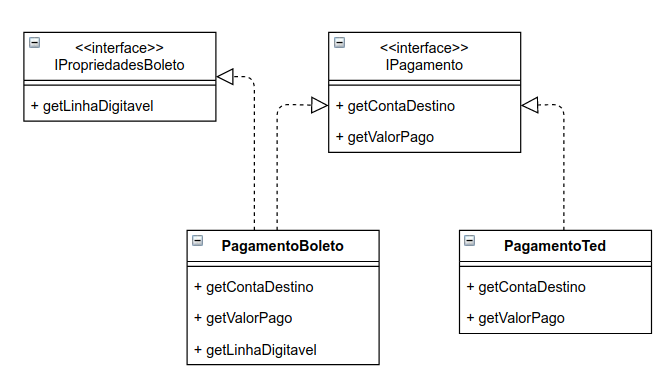 <<interface>>
IPropriedadesBoleto
+ getLinhaDigitavel
<<interface>>
IPagamento
+ getContaDestino
+ getValorPago
PagamentoBoleto
+ getContaDestino
+ getValorPago
+ getLinhaDigitavel
PagamentoTed
+ getContaDestino
+ getValorPago